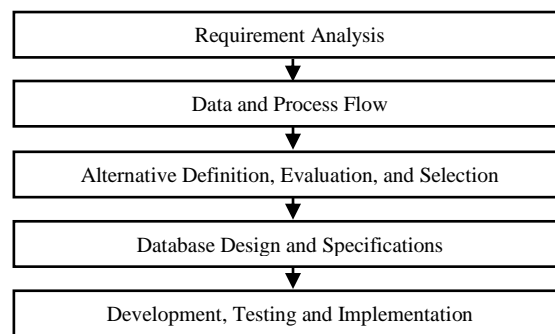 Requirement Analysis
Data and Process Flow
Alternative Definition, Evaluation, and Selection
Database Design and Specifications
Development, Testing and Implementation